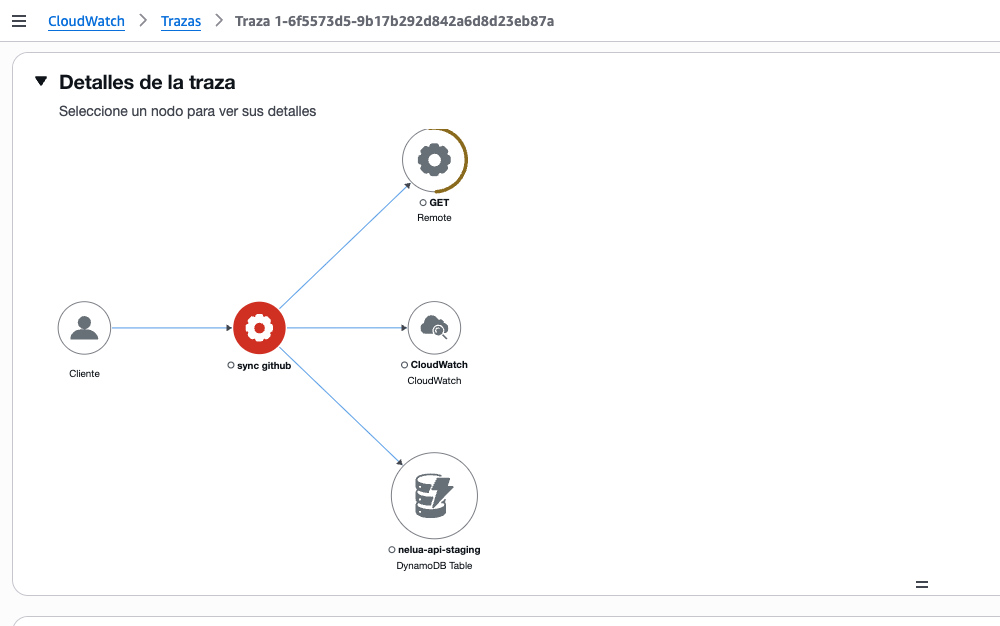 CloudWatch > Trazas > Traza 1-6f5573d5-9b17b292d842a6d8d23eb87a
Detalles de la traza
Seleccione un nodo para ver sus detalles
GET
Remote
Cliente
sync github
CloudWatch
CloudWatch
nelua-api-staging
DynamoDB Table